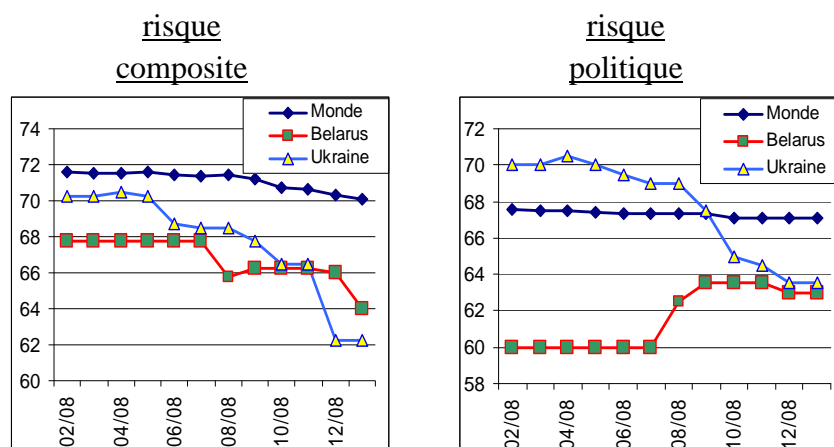 risque
composite
risque
politique
Monde
Belarus
Ukraine
74
72
70
68
66
64
62
60
02/08
04/08
06/08
08/08
10/08
12/08
Monde
Belarus
Ukraine
72
70
68
66
64
62
60
58
02/08
04/08
06/08
08/08
10/08
12/08